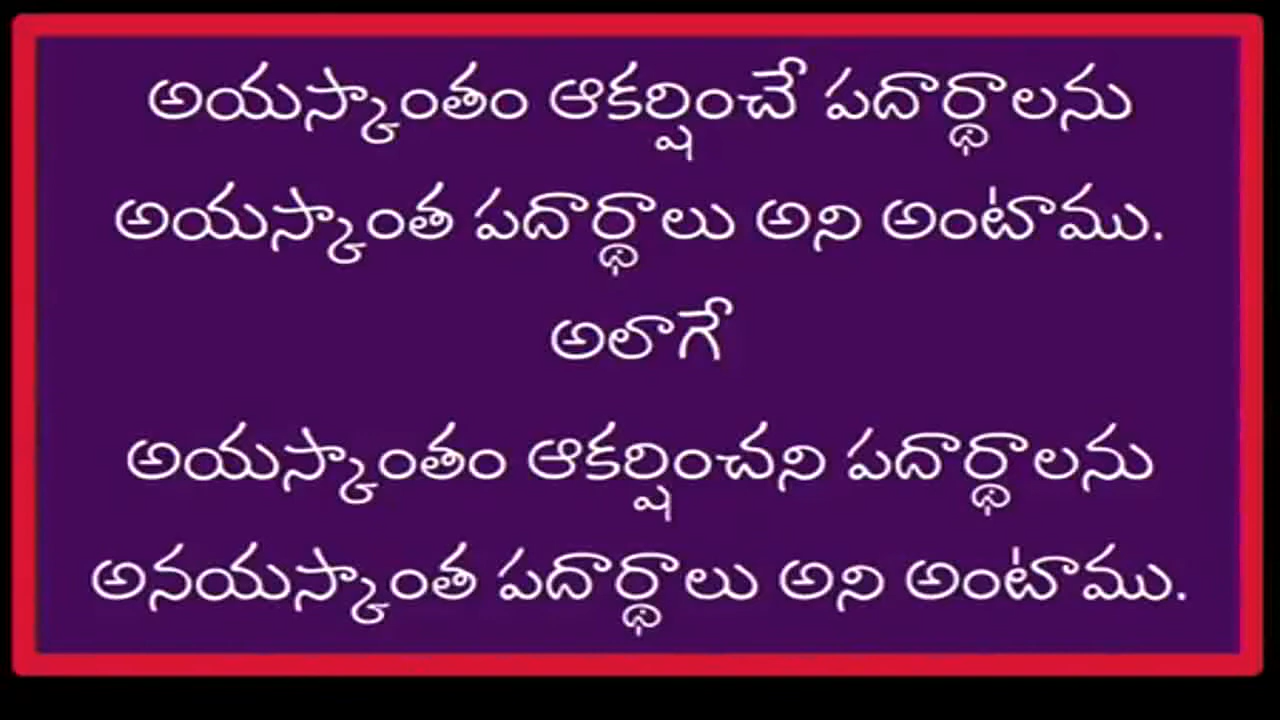 అయస్కాంతం ఆకర్షించే పదార్థాలను
అయస్కాంత పదార్థాలు అని అంటాము.
అలాగే
అయస్కాంతం ఆకర్షించని పదార్థాలను
అనయస్కాంత పదార్థాలు అని అంటాము.